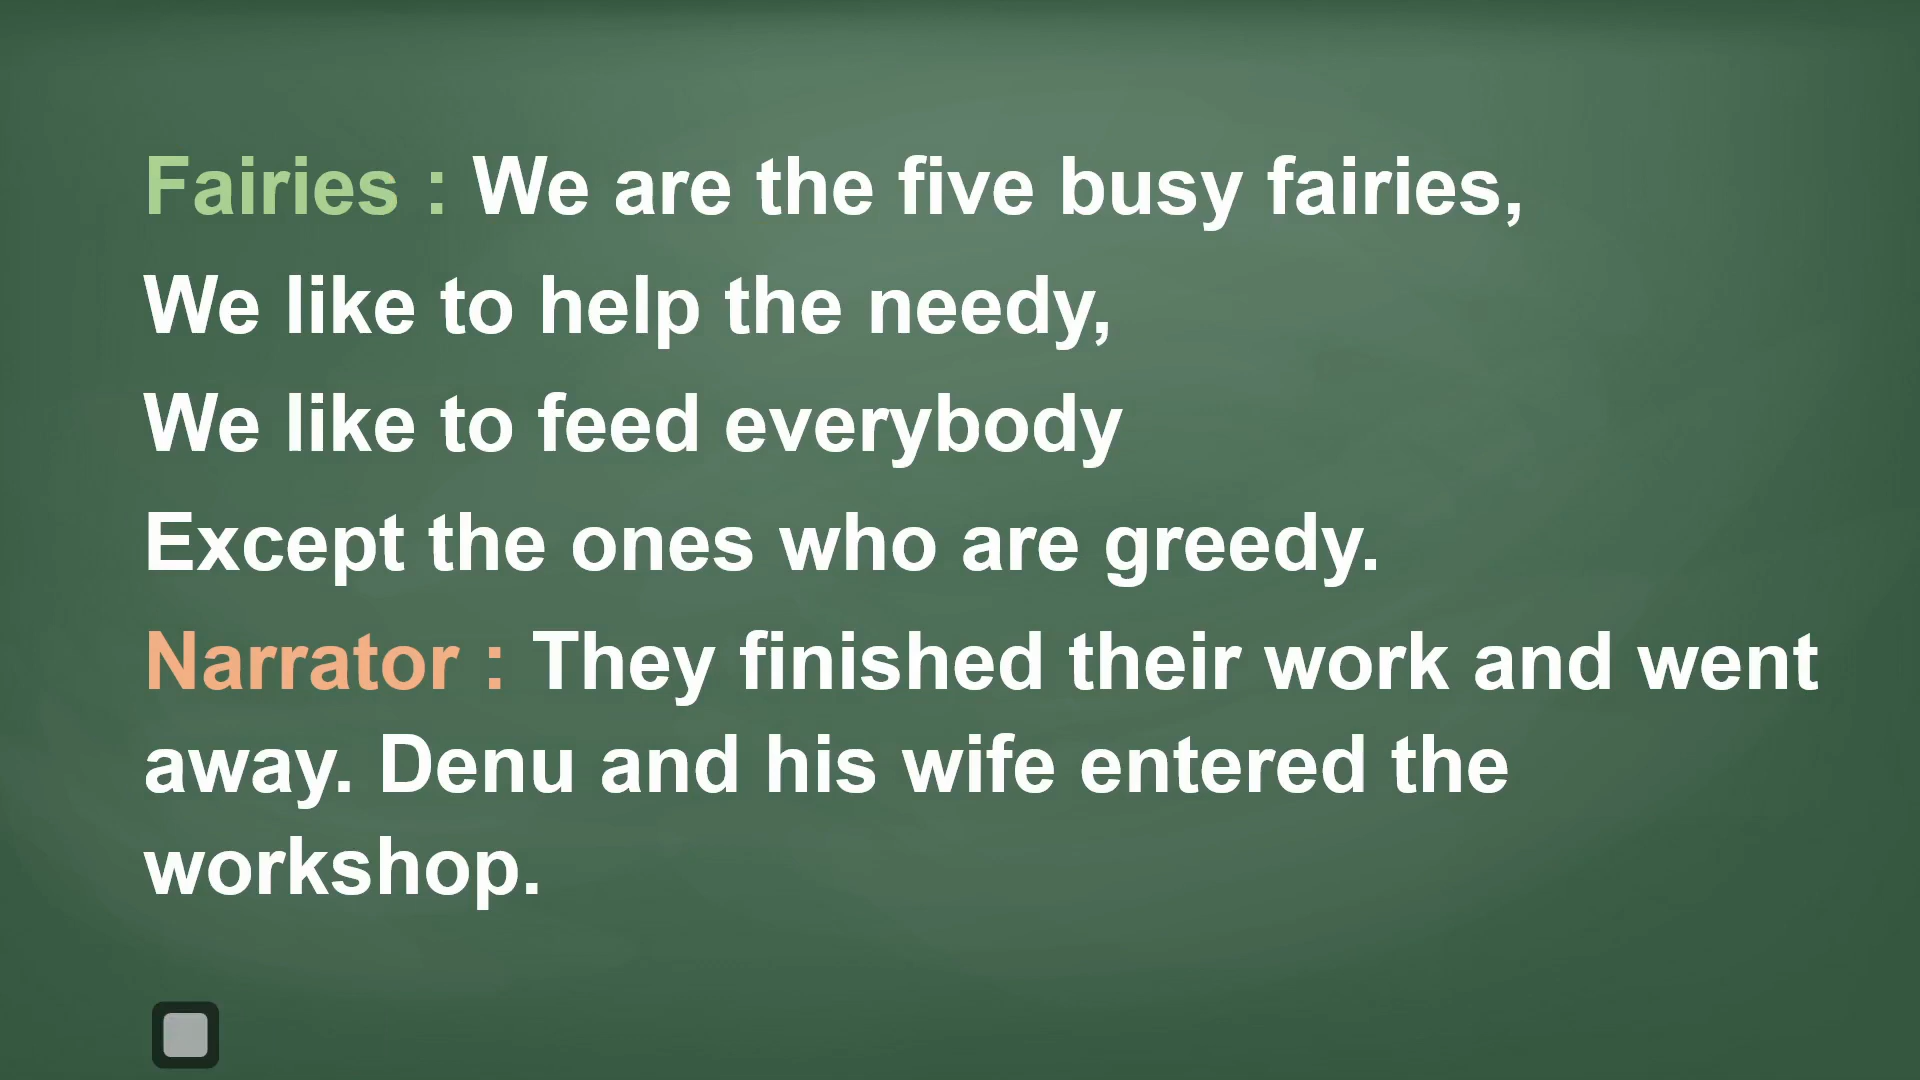 Fairies : We are the five busy fairies,
We like to help the needy,
We like to feed everybody
Except the ones who are greedy.
Narrator : They finished their work and went
away. Denu and his wife entered the
workshop.